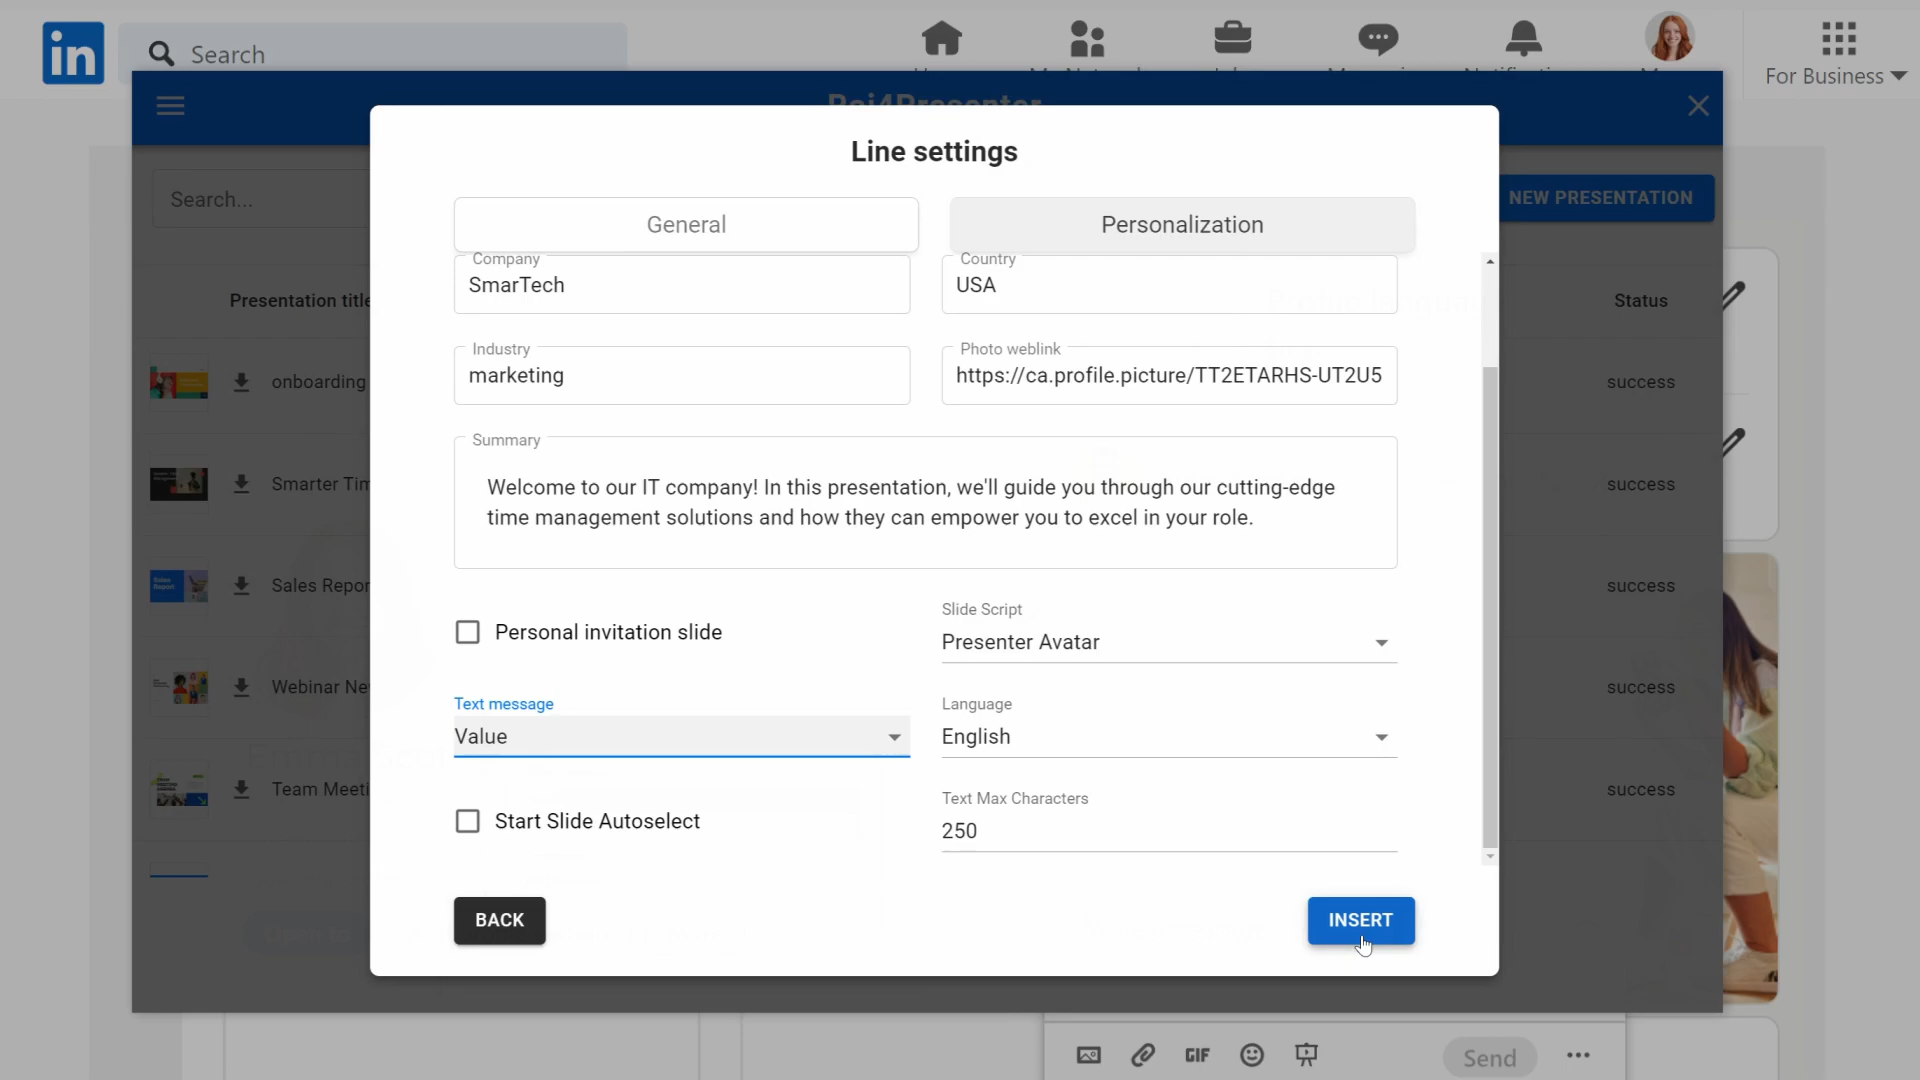 in
Search
For Business
Line settings
Search...
NEW PRESENTATION
General
Personalization
Company
SmarTech
Country
USA
Presentation title
Status
Industry
marketing
Photo weblink
https://ca.profile.picture/TT2ETARHS-UT2U5
onboarding
success
Summary
Welcome to our IT company! In this presentation, we'll guide you through our cutting-edge
time management solutions and how they can empower you to excel in your role.
Smarter Tim
success
Sales Repor
success
Personal invitation slide
Slide Script
Presenter Avatar
Webinar Ne
success
Text message
Value
Language
English
Team Meeti
success
Start Slide Autoselect
Text Max Characters
250
BACK
INSERT
GIF
Send